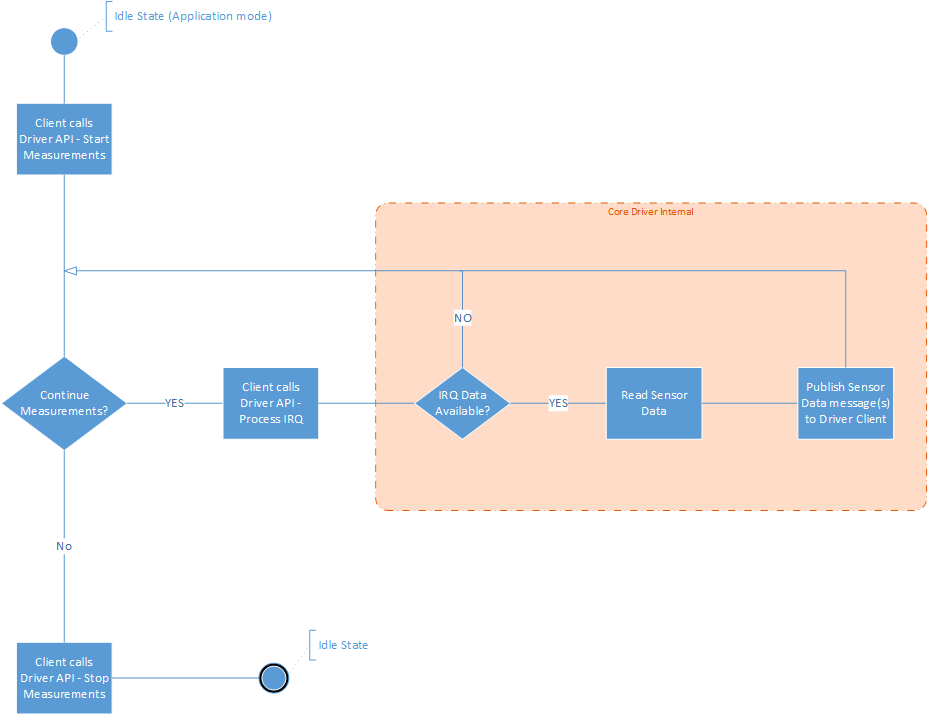 Idle State (Application mode)
Client calls
Driver API - Start
Measurements
Core Driver Internal
NO
Continue
Measurements?
YES
Client calls
Driver API -
Process IRQ
IRQ Data
Available?
YES
Read Sensor
Data
Publish Sensor
Data message(s)
to Driver Client
No
Client calls
Driver API - Stop
Measurements
Idle State